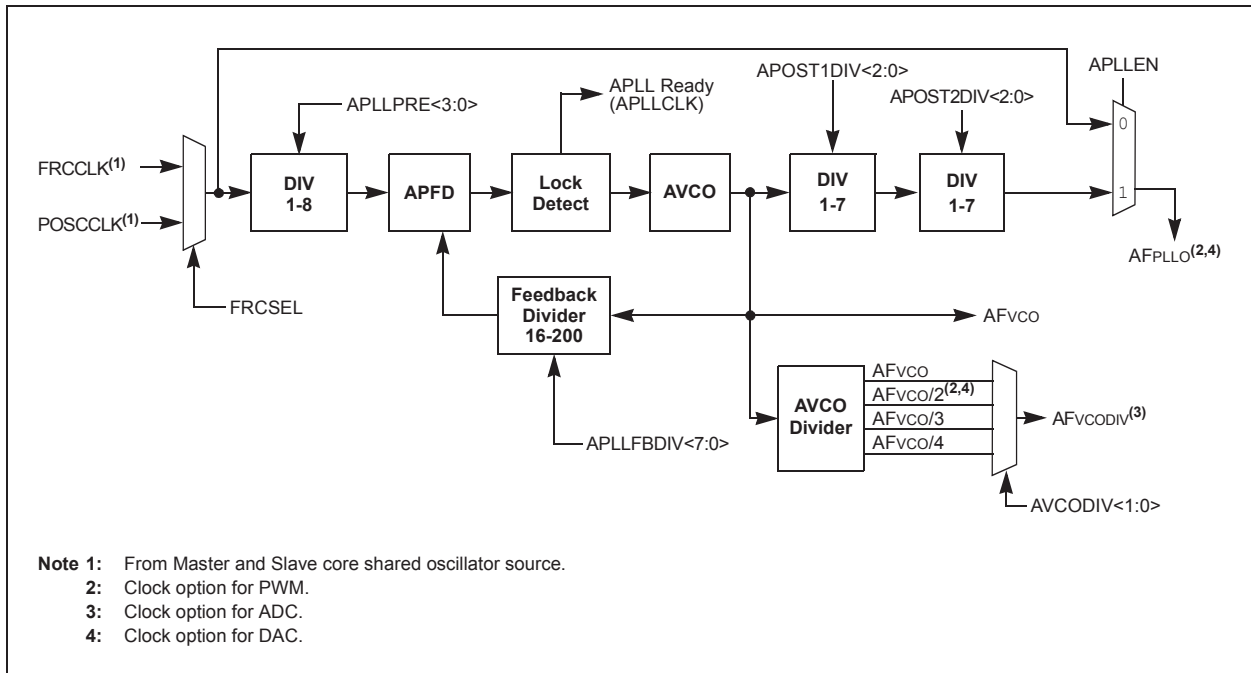 APLLEN
APOST1DIV<2:0>
APLL Ready
(APLLCLK)
APOST2DIV<2:0>
APLLPRE<3:0>
0
FRCCLK(1)
DIV
1-8
APFD
Lock
Detect
AVCO
DIV
1-7
DIV
1-7
1
POSCCLK(1)
AFPLLO(2,4)
FRCSEL
Feedback
Divider
16-200
AFVCO
AVCO
Divider
AFVCO
AFVCO/2(2,4)
AFVCO/3
AFVCO/4
AFVCODIV(3)
APLLFBDIV<7:0>
AVCODIV<1:0>
Note 1: From Master and Slave core shared oscillator source.
2: Clock option for PWM.
3: Clock option for ADC.
4: Clock option for DAC.